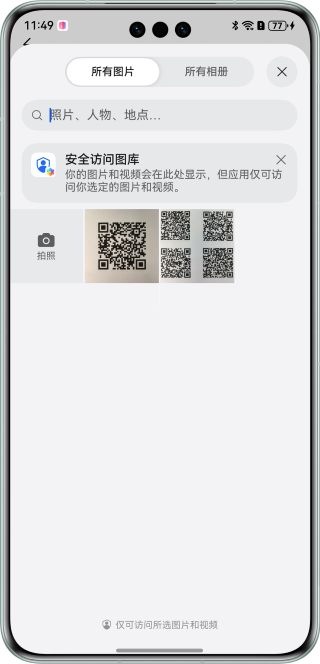 11:49
77
所有图片
所有相册
照片、人物、地点...
安全访问图库
你的图片和视频会在此处显示，但应用仅可访
问你选定的图片和视频。
拍照
仅可访问所选图片和视频